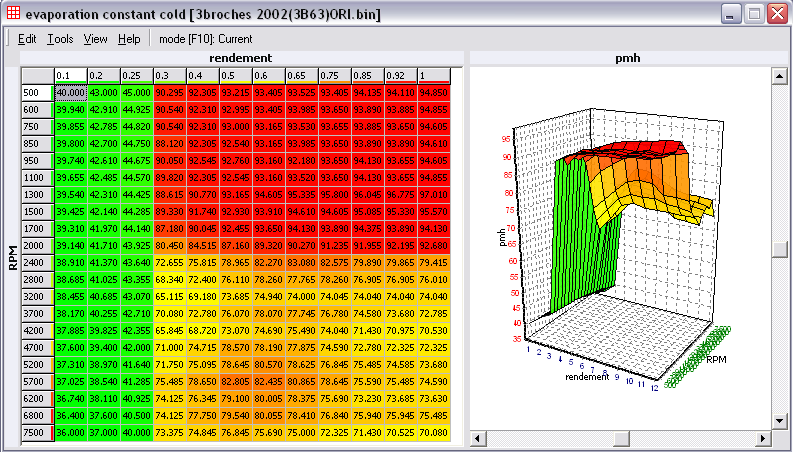 evaporation constant cold [3broches 2002(3B63)ORI.bin]
Edit Tools View Help mode [F10]: Current
rendement
0.1 0.2 0.25 0.3 0.4 0.5 0.6 0.65 0.75 0.85 0.92 1
500 40.000 43.000 45.000 90.295 92.305 93.215 93.405 93.525 93.405 94.135 94.110 94.850
600 39.940 42.910 44.925 90.540 92.310 92.995 93.405 93.985 93.650 93.890 94.130 94.605
750 39.855 42.785 44.820 90.540 92.310 93.000 93.165 93.530 93.650 93.885 93.650 94.605
850 39.800 42.700 44.750 88.120 92.305 92.540 93.165 93.985 93.650 93.890 93.890 94.610
950 39.740 42.610 44.675 90.050 92.545 92.760 93.160 92.180 93.650 94.130 93.655 94.605
1100 39.655 42.485 44.570 89.820 92.305 93.000 93.160 93.520 93.650 94.130 94.135 94.855
1300 39.540 42.310 44.425 88.615 90.770 93.165 94.605 95.335 95.800 96.045 96.775 97.010
1500 39.425 42.140 44.285 89.330 91.740 92.930 93.910 94.610 94.605 95.085 95.330 95.570
1700 39.310 41.970 44.140 87.180 90.045 92.455 93.650 94.130 93.890 94.375 93.890 94.130
2000 39.140 41.710 43.925 80.450 84.515 87.160 89.320 90.270 91.235 91.955 92.195 92.680
2400 38.910 41.370 43.640 72.655 75.815 78.965 82.270 83.080 82.575 79.890 79.865 79.415
2800 38.685 41.025 43.355 68.340 72.400 76.110 78.260 77.765 78.260 76.905 76.905 76.010
3200 38.455 40.685 43.070 65.115 69.180 73.685 74.940 74.000 74.045 74.040 74.040 74.040
3700 38.170 40.255 42.710 70.080 72.780 76.070 78.070 77.745 76.780 74.580 73.680 72.785
4200 37.885 39.825 42.355 65.845 68.720 73.070 74.690 75.490 74.040 71.430 70.975 70.530
4700 37.600 39.400 42.000 71.000 74.715 78.570 78.190 77.875 74.590 72.780 72.325 72.325
5200 37.310 38.970 41.640 71.750 75.095 78.645 80.570 78.625 76.845 75.485 74.585 73.680
5700 37.025 38.540 41.285 75.485 78.650 82.805 82.435 80.865 78.645 75.590 75.485 74.590
6200 36.740 38.110 40.925 74.125 76.345 79.100 80.005 78.375 75.690 73.230 73.685 73.630
6800 36.400 37.600 40.500 74.125 77.750 79.540 80.055 78.410 76.840 75.940 75.945 75.485
7500 36.000 37.000 40.000 73.375 74.845 76.845 75.690 75.000 72.325 71.430 70.525 70.080
RPM
pmh
95
90
85
80
75
70
65
60
55
50
45
40
35
pmh
1 2 3 4 5 6 7 8 9 10 11 12
rendement
RPM